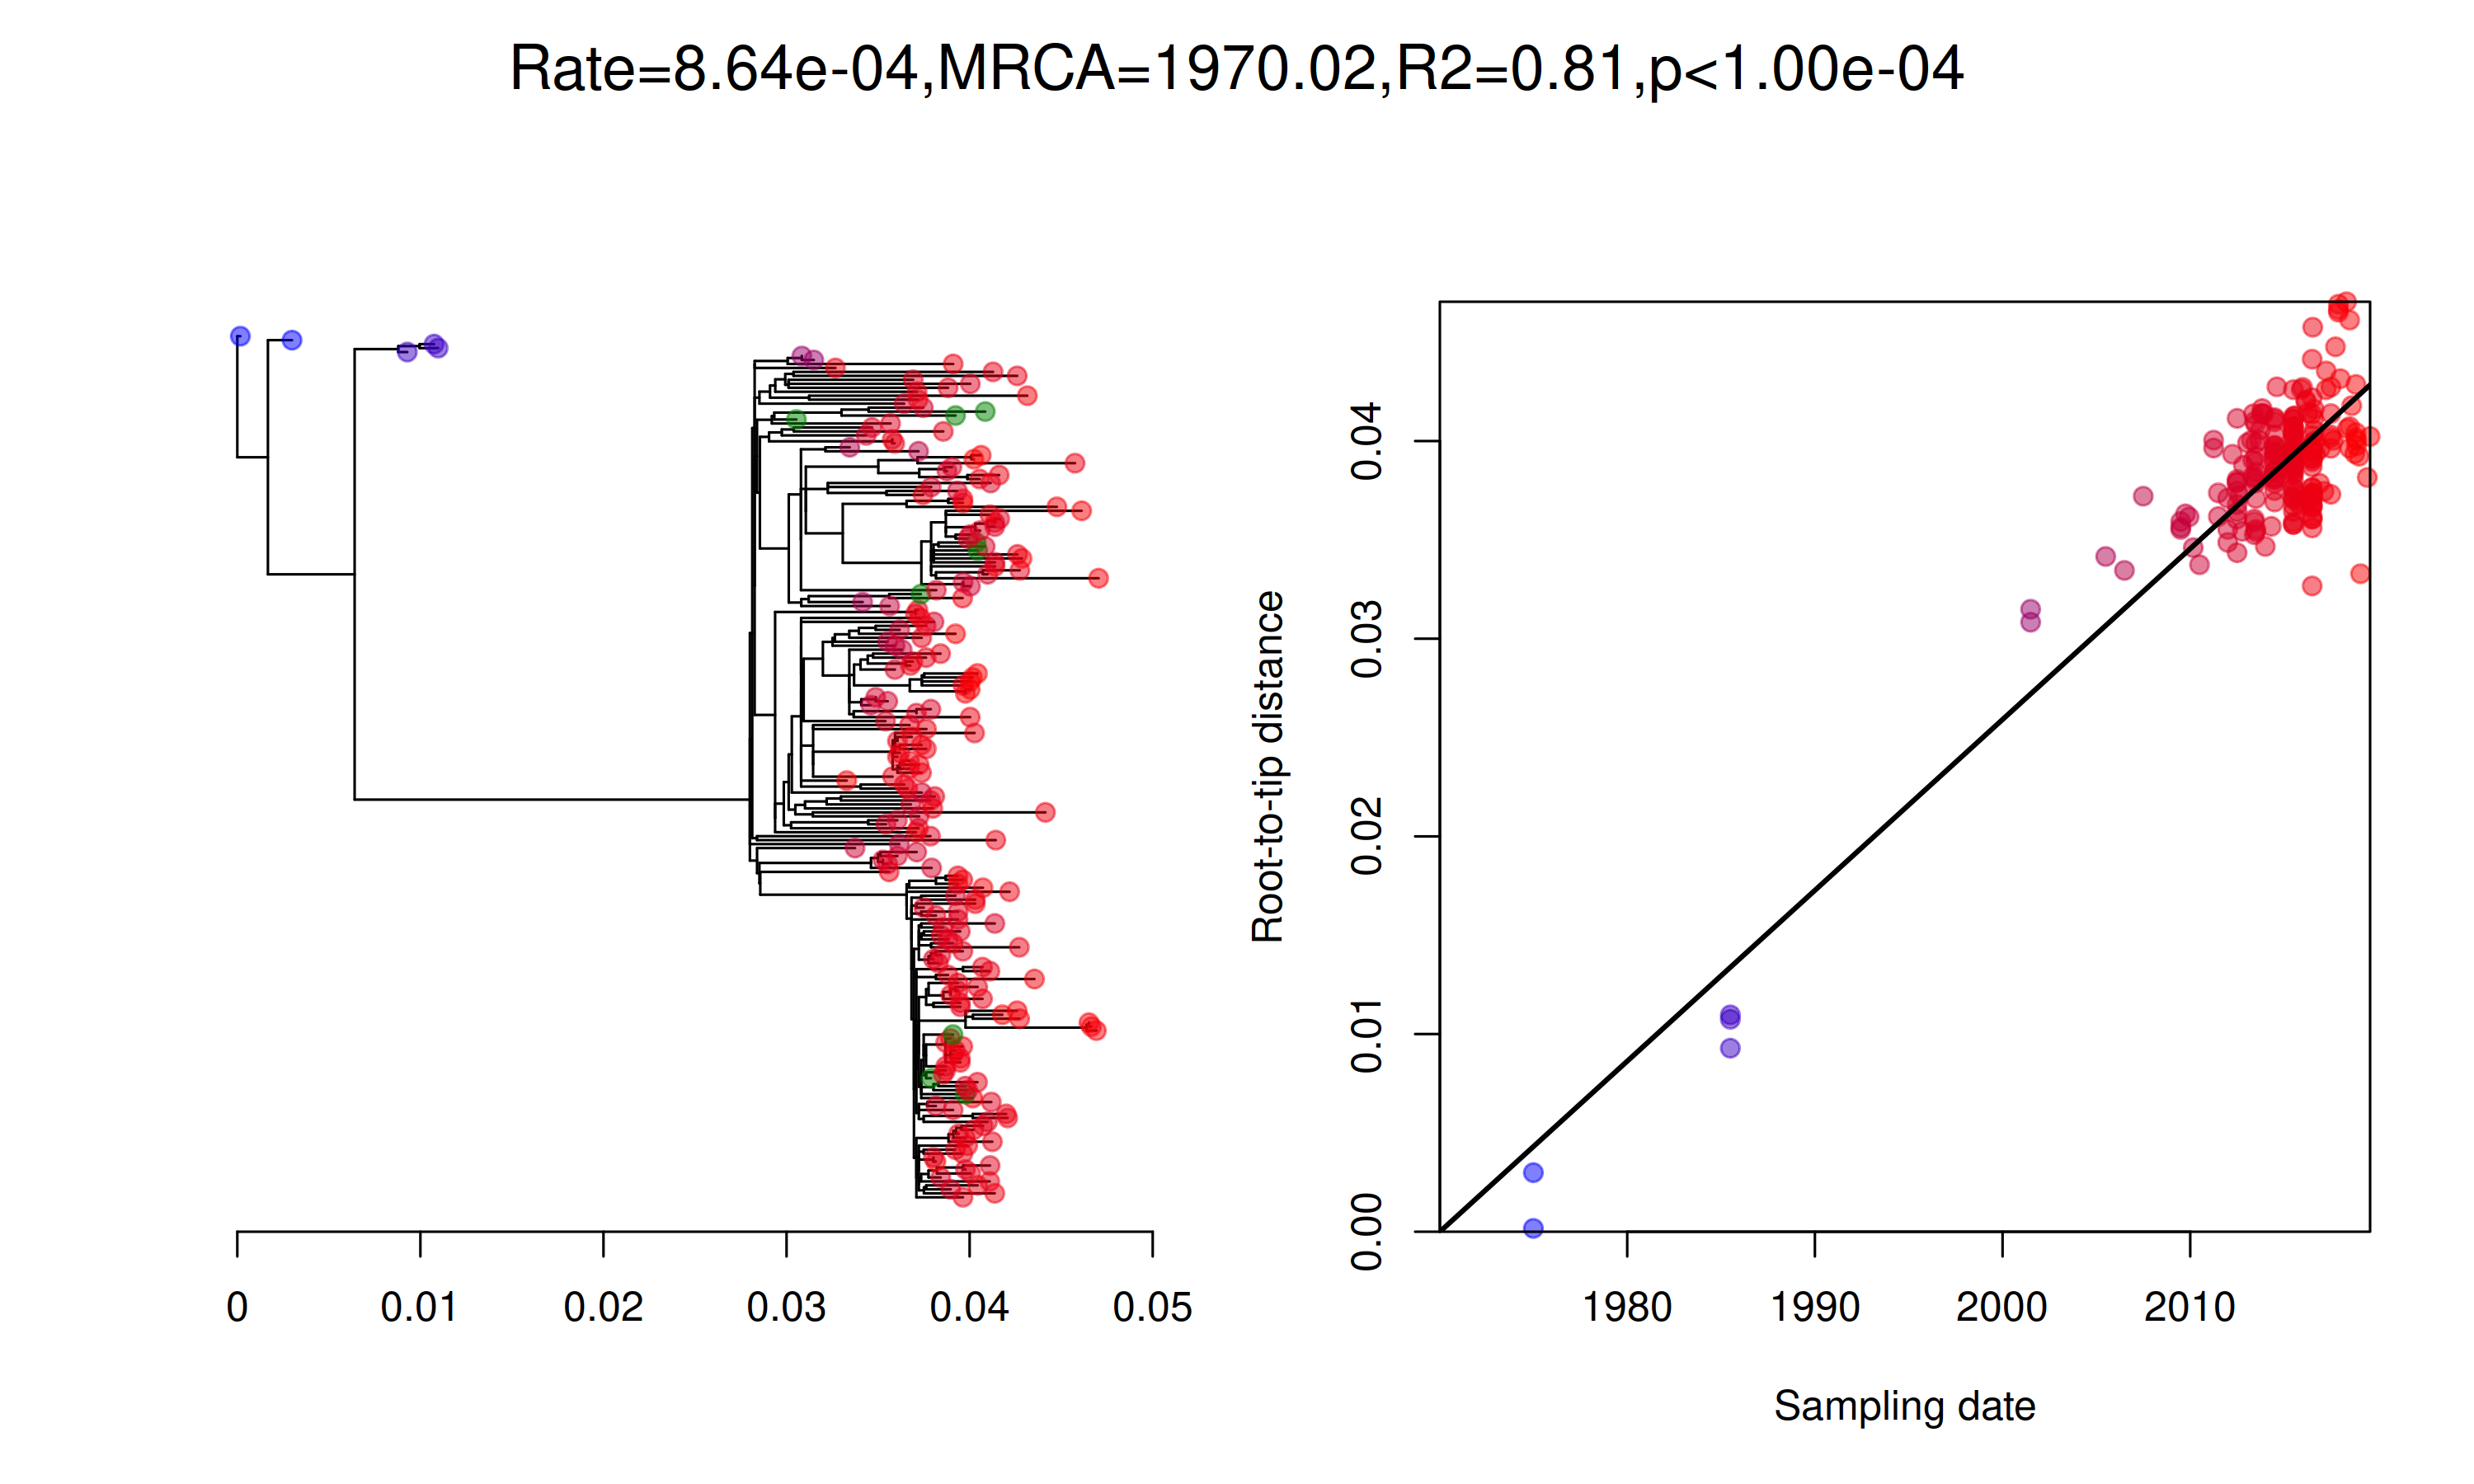 Rate=8.64e-04,MRCA=1970.02,R2=0.81,p<1.00e-04
0 0.01 0.02 0.03 0.04 0.05
Root-to-tip distance
0.00 0.01 0.02 0.03 0.04
1980 1990 2000 2010
Sampling date